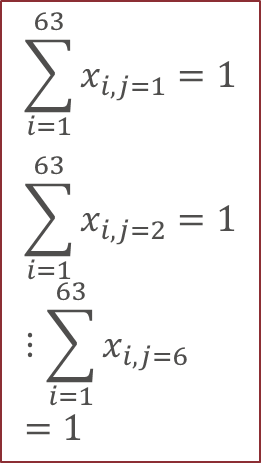 63
∑ x_{i,j=1} = 1
i=1
63
∑ x_{i,j=2} = 1
i=1
63
⋮ ∑ x_{i,j=6}
i=1
= 1